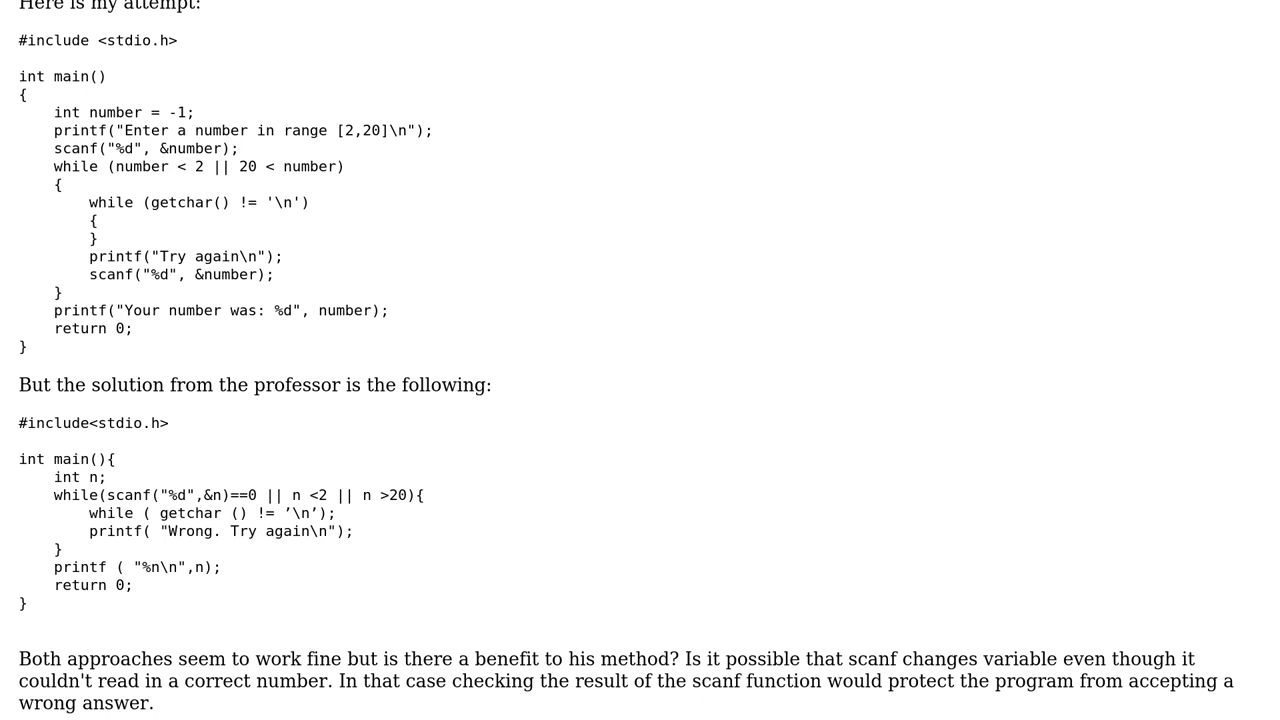 Here is my attempt:
#include <stdio.h>
int main()
{
    int number = -1;
    printf("Enter a number in range [2,20]\n");
    scanf("%d", &number);
    while (number < 2 || 20 < number)
    {
        while (getchar() != '\n')
        {
        }
        printf("Try again\n");
        scanf("%d", &number);
    }
    printf("Your number was: %d", number);
    return 0;
}
But the solution from the professor is the following:
#include<stdio.h>
int main(){
    int n;
    while(scanf("%d",&n)==0 || n <2 || n >20){
        while ( getchar () != ’\n’);
        printf( "Wrong. Try again\n");
    }
    printf ( "%n\n",n);
    return 0;
}
Both approaches seem to work fine but is there a benefit to his method? Is it possible that scanf changes variable even though it
couldn't read in a correct number. In that case checking the result of the scanf function would protect the program from accepting a
wrong answer.